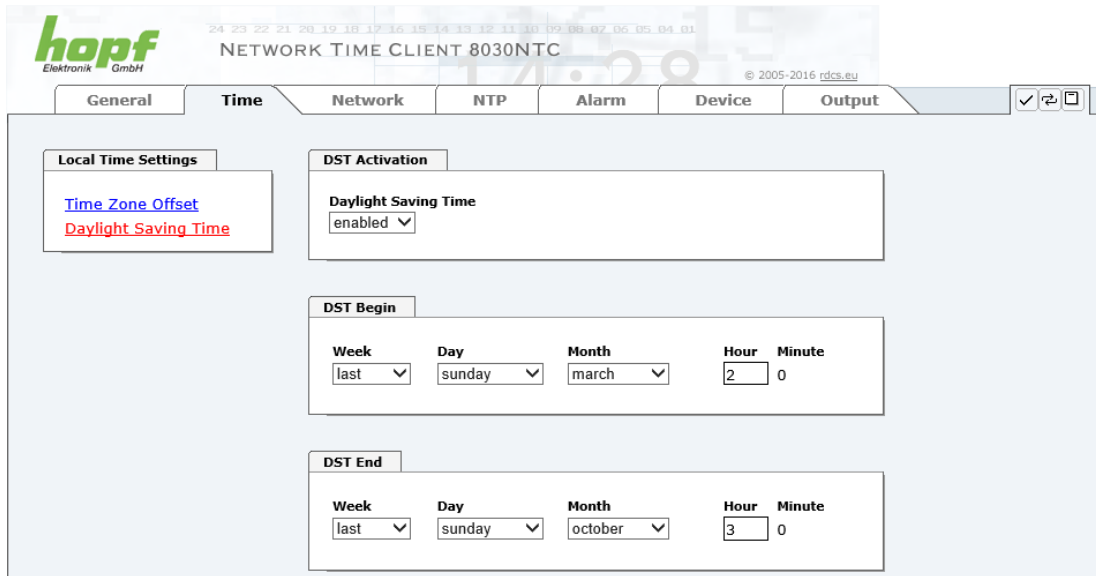 hopf
Elektronik GmbH
24 23 22 21 20 19 18 17 16 15 14 13 12 11 10 09 08 07 06 05 04 01
NETWORK TIME CLIENT 8030NTC
14:28
© 2005-2016 rdcs.eu
General Time Network NTP Alarm Device Output
Local Time Settings
Time Zone Offset
Daylight Saving Time
DST Activation
Daylight Saving Time
enabled
DST Begin
Week Day Month Hour Minute
last sunday march 2 0
DST End
Week Day Month Hour Minute
last sunday october 3 0